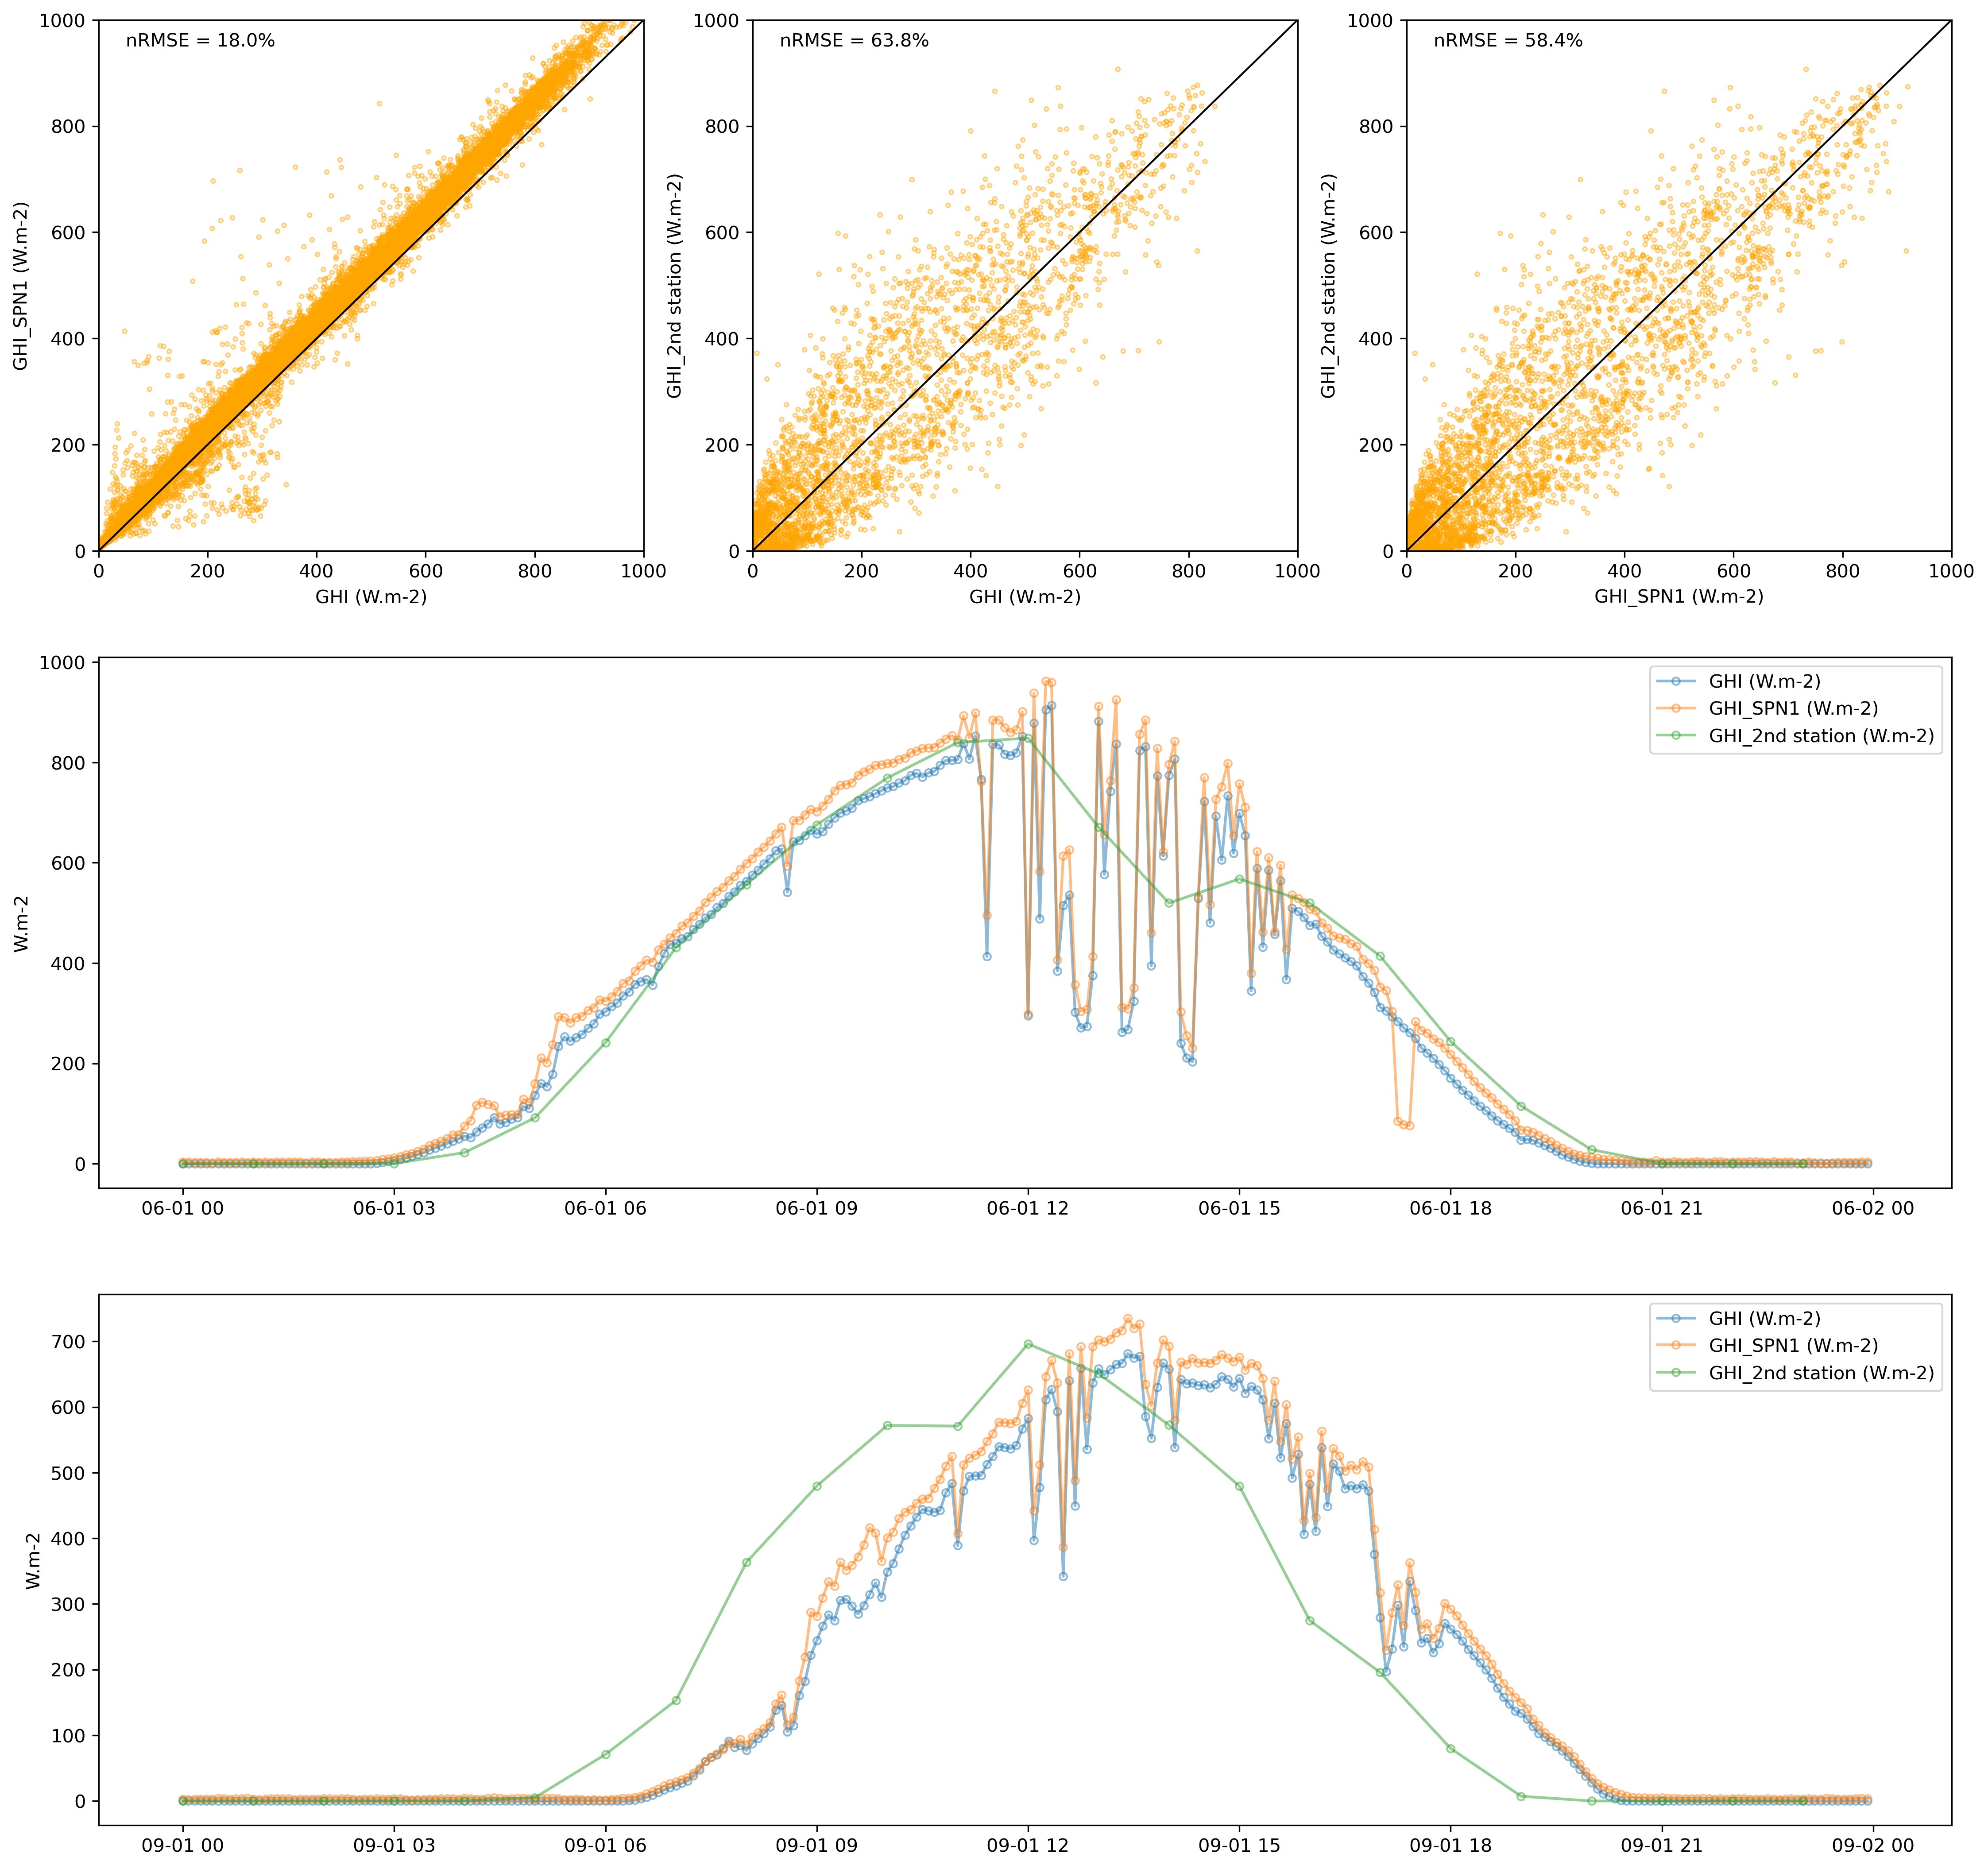 nRMSE = 18.0%
GHI_SPN1 (W.m-2)
1000
800
600
400
200
0
0 200 400 600 800 1000
GHI (W.m-2)
nRMSE = 63.8%
GHI_2nd station (W.m-2)
1000
800
600
400
200
0
0 200 400 600 800 1000
GHI (W.m-2)
nRMSE = 58.4%
GHI_2nd station (W.m-2)
1000
800
600
400
200
0
0 200 400 600 800 1000
GHI_SPN1 (W.m-2)
W.m-2
1000
800
600
400
200
0
GHI (W.m-2)
GHI_SPN1 (W.m-2)
GHI_2nd station (W.m-2)
06-01 00 06-01 03 06-01 06 06-01 09 06-01 12 06-01 15 06-01 18 06-01 21 06-02 00
W.m-2
700
600
500
400
300
200
100
0
GHI (W.m-2)
GHI_SPN1 (W.m-2)
GHI_2nd station (W.m-2)
09-01 00 09-01 03 09-01 06 09-01 09 09-01 12 09-01 15 09-01 18 09-01 21 09-02 00